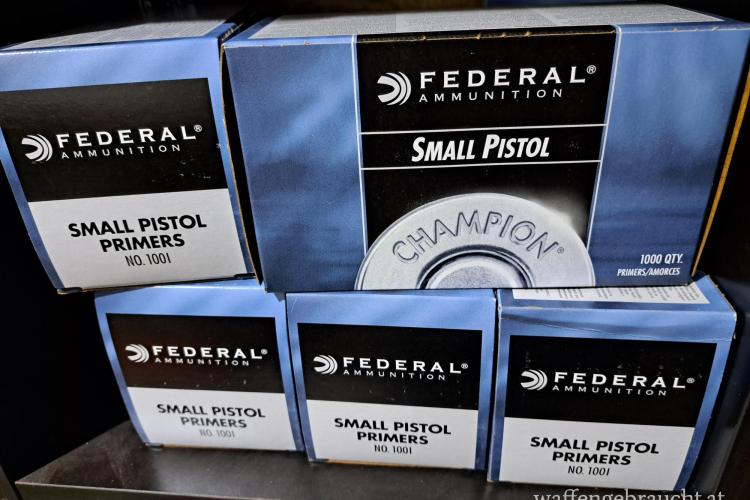 FEDERAL®
AMMUNITION
SMALL PISTOL
PRIMERS
NO. 1001
FEDERAL®
AMMUNITION
SMALL PISTOL
CHAMPION®
1000 QTY.
PRIMERS/AMORCES
FEDERAL®
AMMUNITION
SMALL PISTOL
PRIMERS
NO. 1001
FEDERAL®
AMMUNITION
SMALL PISTOL
PRIMERS
NO. 1001
FEDERAL®
AMMUNITION
SMALL PISTOL
PRIMERS
NO. 1001
waffengebraucht.at